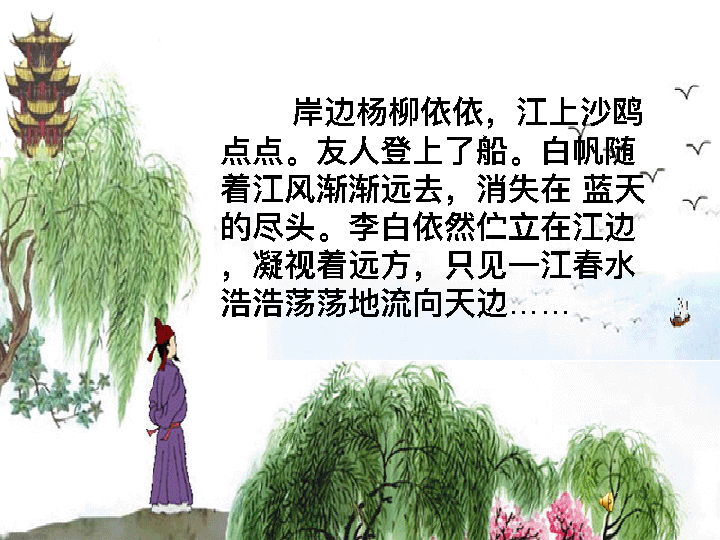 岸边杨柳依依，江上沙鸥
点点。友人登上了船。白帆随
着江风渐渐远去，消失在 蓝天
的尽头。李白依然伫立在江边
，凝视着远方，只见一江春水
浩浩荡荡地流向天边……